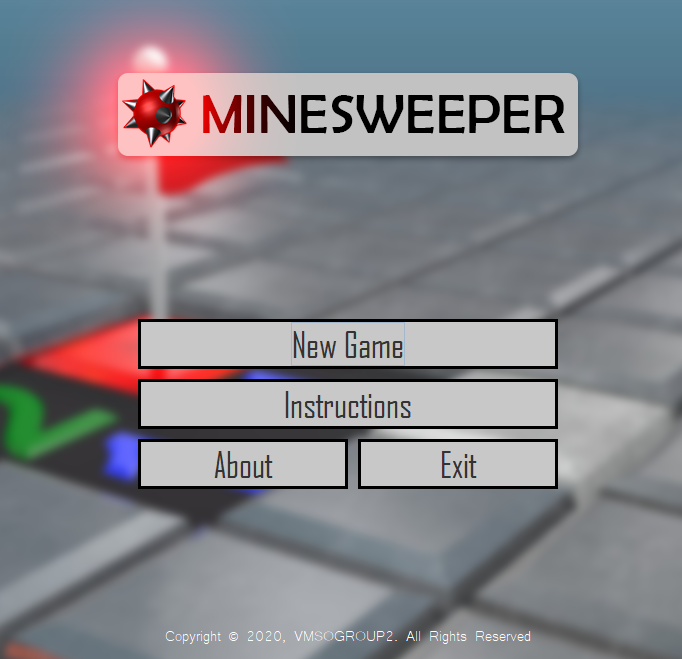 MINESWEEPER
New Game
Instructions
About
Exit
Copyright © 2020, VMSOGROUP2. All Rights Reserved